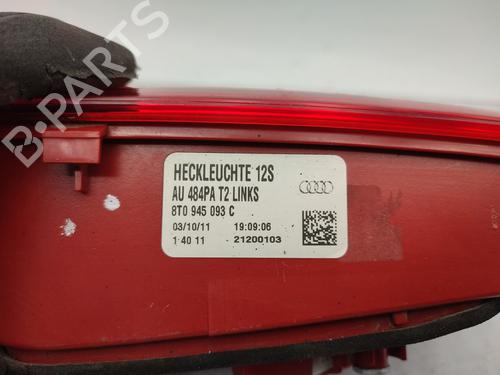 B-PARTS
HECKLEUCHTE 12S
AU 484PA T2 LINKS
8T0 945 093 C
03/10/11 19:09:06
1 40 11 21200103